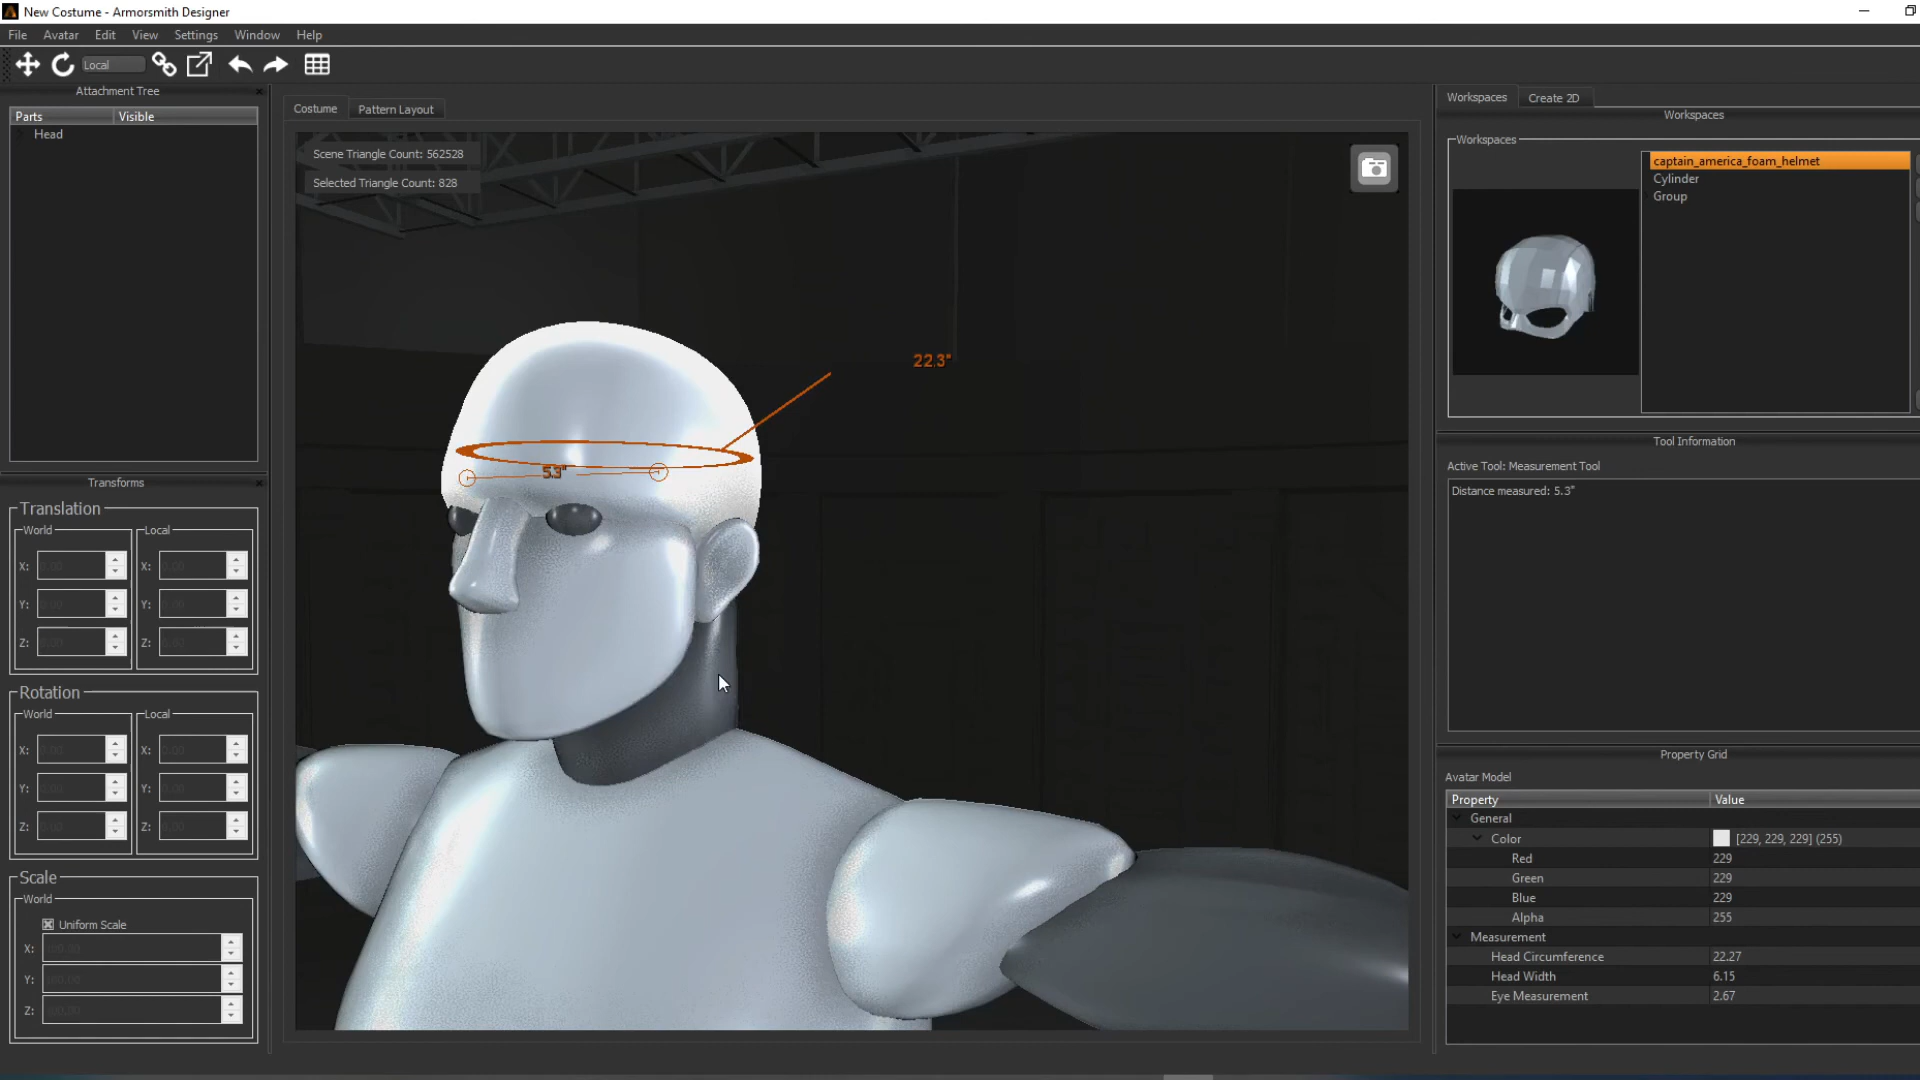 New Costume - Armorsmith Designer
File Avatar Edit View Settings Window Help
Local
Attachment Tree
Parts Visible
Head
Costume Pattern Layout
Scene Triangle Count: 562528
Selected Triangle Count: 828
22.3"
5.3"
Transforms
Translation
World Local
X: X:
Y: Y:
Z: Z:
Rotation
World Local
X: X:
Y: Y:
Z: Z:
Scale
World
Uniform Scale
X:
Y:
Z:
Workspaces Create 2D
Workspaces
Workspaces
captain_america_foam_helmet
Cylinder
Group
Tool Information
Active Tool: Measurement Tool
Distance measured: 5.3"
Property Grid
Avatar Model
Property Value
General
Color [229, 229, 229] (255)
Red 229
Green 229
Blue 229
Alpha 255
Measurement
Head Circumference 22.27
Head Width 6.15
Eye Measurement 2.67